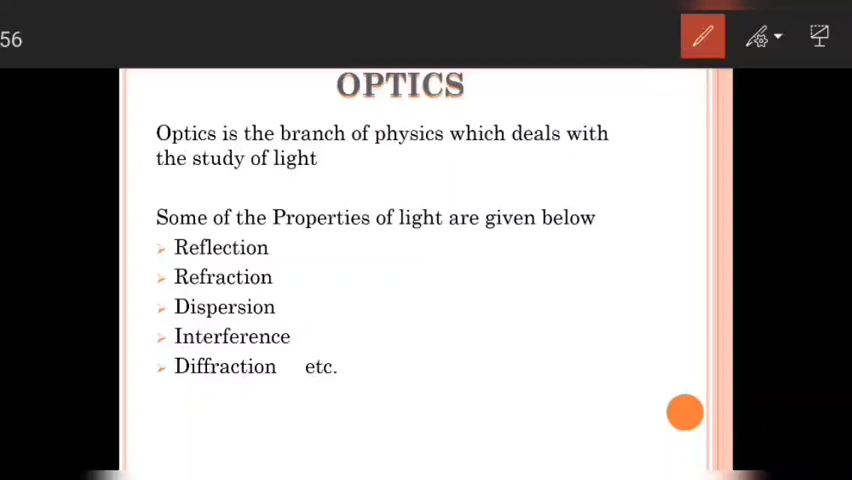 56
OPTICS
Optics is the branch of physics which deals with
the study of light
Some of the Properties of light are given below
Reflection
Refraction
Dispersion
Interference
Diffraction etc.